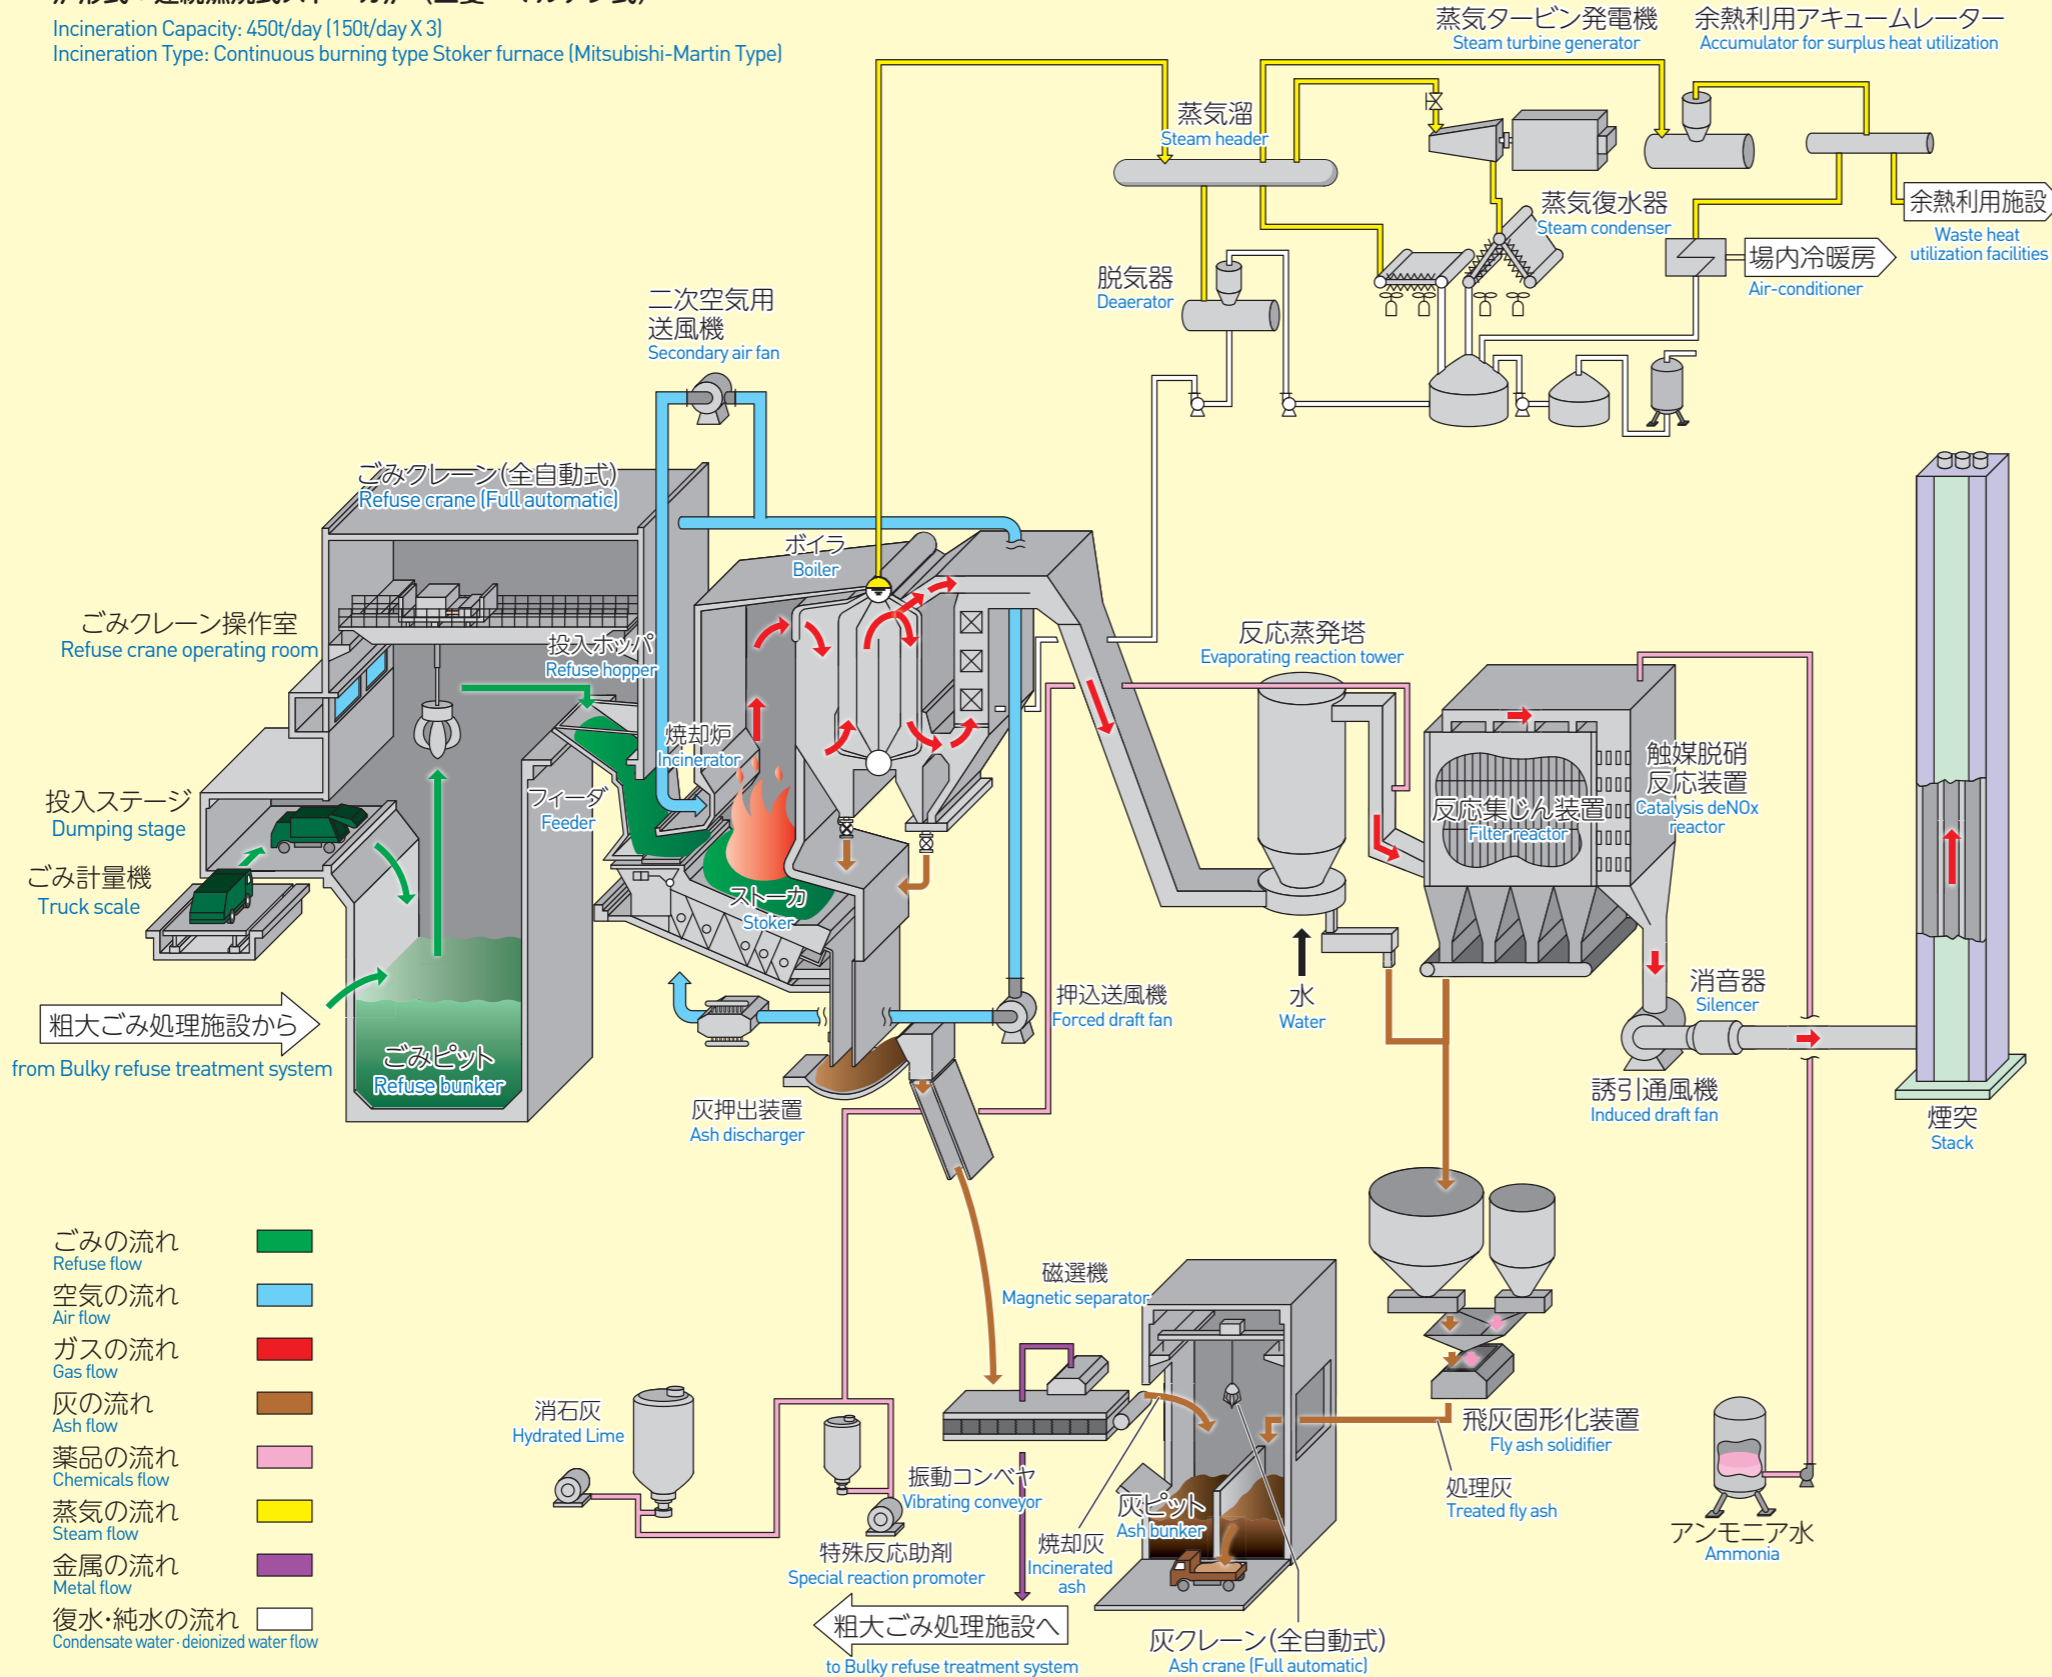 Incineration Capacity: 450t/day (150t/day X 3)
Incineration Type: Continuous burning type Stoker furnace (Mitsubishi-Martin Type)
蒸気タービン発電機
Steam turbine generator
余熱利用アキュームレーター
Accumulator for surplus heat utilization
蒸気溜
Steam header
余熱利用施設
Waste heat
utilization facilities
蒸気復水器
Steam condenser
場内冷暖房
Air-conditioner
脱気器
Deaerator
二次空気用
送風機
Secondary air fan
ごみクレーン(全自動式)
Refuse crane (Full automatic)
ボイラ
Boiler
ごみクレーン操作室
Refuse crane operating room
投入ホッパ
Refuse hopper
反応蒸発塔
Evaporating reaction tower
焼却炉
Incinerator
触媒脱硝
反応装置
Catalysis deNOx
reactor
投入ステージ
Dumping stage
フィーダ
Feeder
反応集じん装置
Filter reactor
ごみ計量機
Truck scale
ストーカ
Stoker
粗大ごみ処理施設から
from Bulky refuse treatment system
ごみピット
Refuse bunker
押込送風機
Forced draft fan
水
Water
消音器
Silencer
灰押出装置
Ash discharger
誘引通風機
Induced draft fan
煙突
Stack
ごみの流れ
Refuse flow
空気の流れ
Air flow
ガスの流れ
Gas flow
灰の流れ
Ash flow
薬品の流れ
Chemicals flow
蒸気の流れ
Steam flow
金属の流れ
Metal flow
復水・純水の流れ
Condensate water・deionized water flow
磁選機
Magnetic separator
消石灰
Hydrated Lime
振動コンベヤ
Vibrating conveyor
特殊反応助剤
Special reaction promoter
焼却灰
Incinerated
ash
灰ピット
Ash bunker
飛灰固形化装置
Fly ash solidifier
処理灰
Treated fly ash
アンモニア水
Ammonia
粗大ごみ処理施設へ
to Bulky refuse treatment system
灰クレーン(全自動式)
Ash crane (Full automatic)